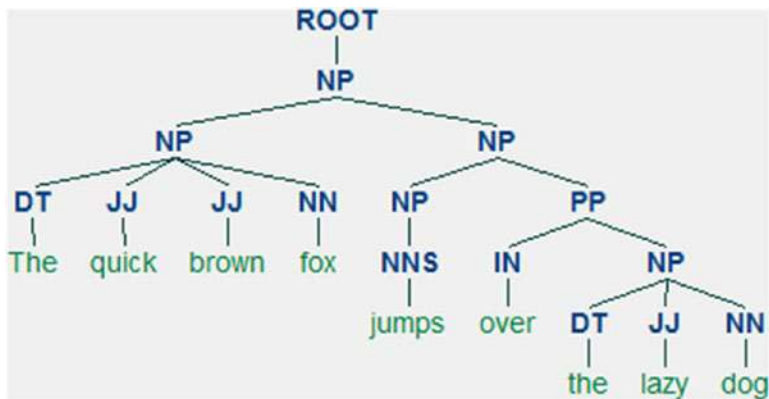 ROOT
NP
NP NP
DT JJ JJ NN NP PP
The quick brown fox NNS IN NP
jumps over DT JJ NN
the lazy dog